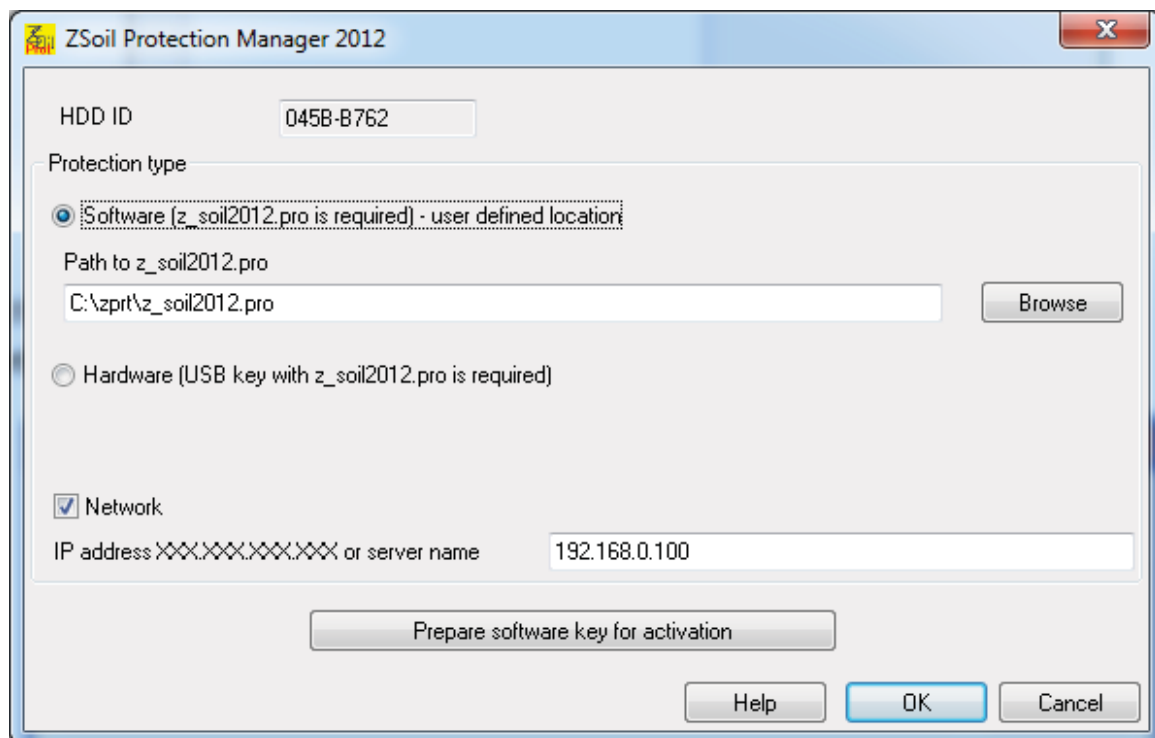 ZSoil Protection Manager 2012
HDD ID 045B-B762
Protection type
Software (z_soil2012.pro is required) - user defined location
Path to z_soil2012.pro
C:\zprt\z_soil2012.pro Browse
Hardware (USB key with z_soil2012.pro is required)
Network
IP address XXX.XXX.XXX.XXX or server name 192.168.0.100
Prepare software key for activation
Help OK Cancel